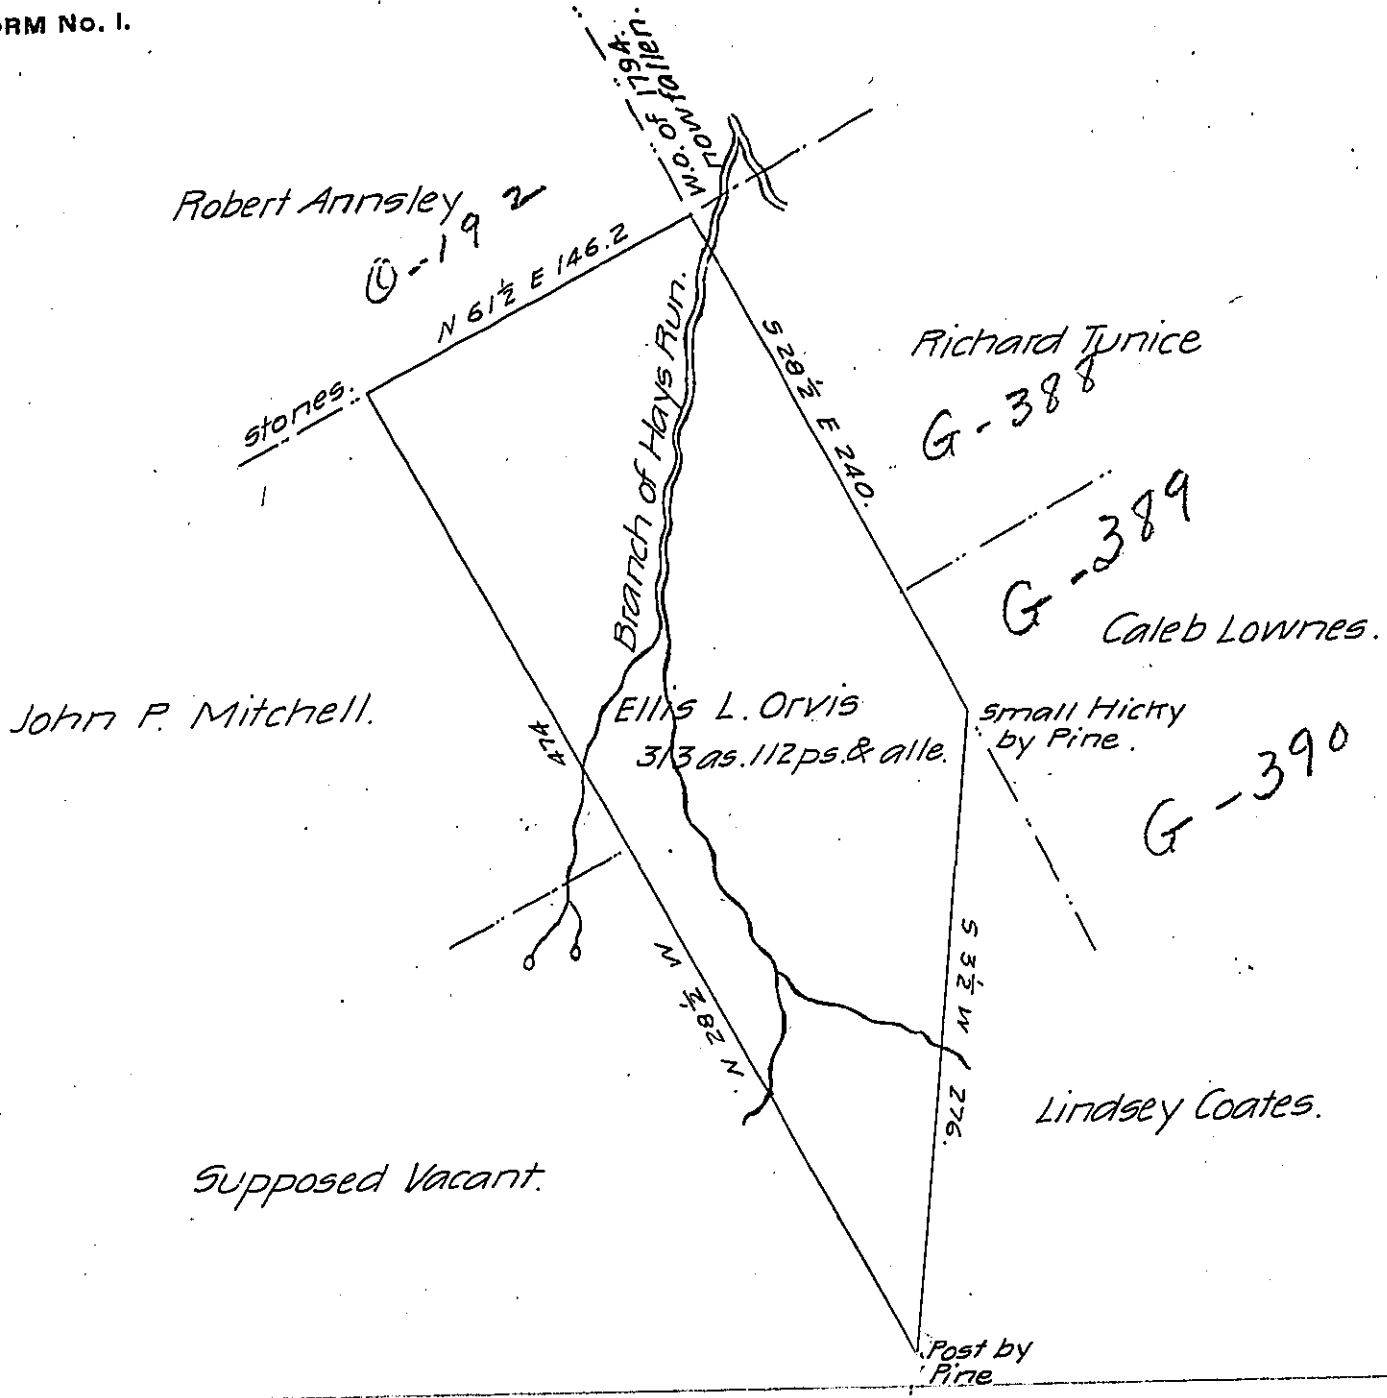 ORM No. 1.
W.O. of 1794.
now fallen.
Robert Annsley
O-192
N 61½ E 146.2
stones.
Branch of Hays Run.
S 28½ E 240.
Richard Tunice
G-388
G-389
Caleb Lownes.
John P. Mitchell.
Ellis L. Orvis
313 as. 112 ps. & alle.
474
N 28½ W
small Hicky
by Pine.
G-390
S 3½ W 276.
Lindsey Coates.
Supposed Vacant.
Post by
Pine